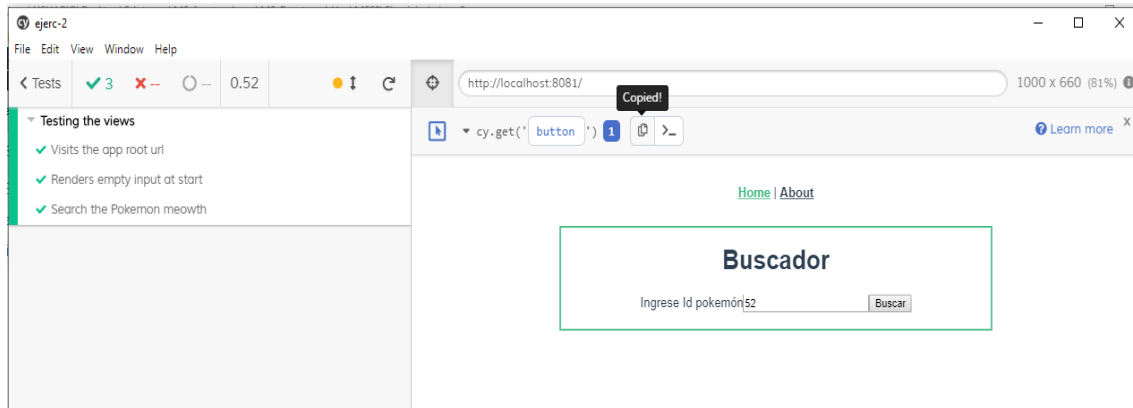 cy ejerc-2
File Edit View Window Help
< Tests 3 -- -- 0.52 http://localhost:8081/ 1000 x 660 (81%)
Copied!
Testing the views
cy.get('button') 1 >_ Learn more x
Visits the app root url
Renders empty input at start
Search the Pokemon meowth
Home | About
Buscador
Ingrese Id pokemón 52 Buscar